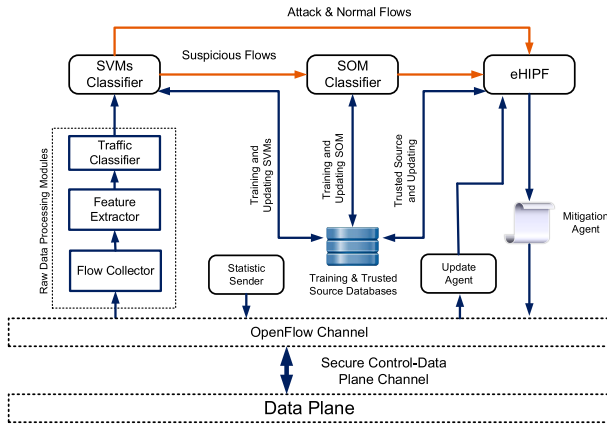 Attack & Normal Flows
SVMs
Classifier
Suspicious Flows
SOM
Classifier
eHIPF
Raw Data Processing Modules
Traffic
Classifier
Feature
Extractor
Flow Collector
Training and
Updating SVMs
Training and
Updating SOM
Trusted Source
and Updating
Mitigation
Agent
Statistic
Sender
Training & Trusted
Source Databases
Update
Agent
OpenFlow Channel
Secure Control-Data
Plane Channel
Data Plane